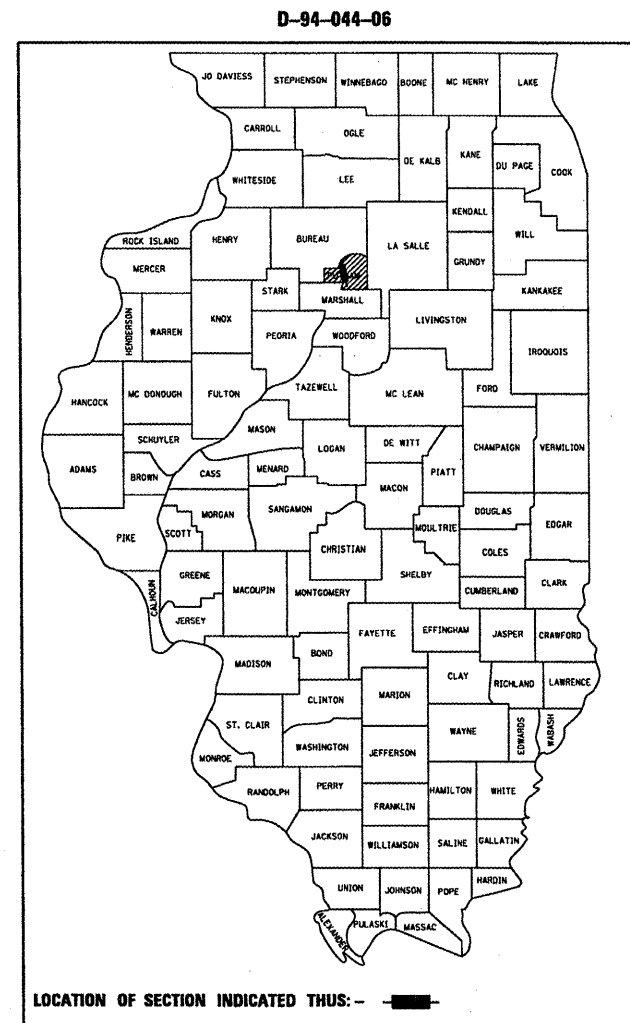 D-94-044-06
JO DAVIESS STEPHENSON WINNEBAGO BOONE MC HENRY LAKE
CARROLL OGLE
DE KALB KANE DU PAGE COOK
WHITESIDE LEE
KENDALL
ROCK ISLAND HENRY BUREAU LA SALLE WILL
GRUNDY
MERCER
STARK MARSHALL KANKAKEE
HENDERSON WARREN KNOX PEORIA WOODFORD LIVINGSTON
IROQUOIS
HANCOCK MC DONOUGH FULTON TAZEWELL MC LEAN FORD
MASON
SCHUYLER LOGAN DE WITT CHAMPAIGN VERMILION
ADAMS BROWN CASS MENARD PIATT
MACON
MORGAN SANGAMON DOUGLAS EDGAR
PIKE SCOTT CHRISTIAN MOULTRIE
COLES
GREENE MACOUPIN MONTGOMERY SHELBY CUMBERLAND CLARK
CALHOUN
JERSEY FAYETTE EFFINGHAM JASPER CRAWFORD
MADISON BOND
CLAY RICHLAND LAWRENCE
CLINTON MARION
ST. CLAIR WAYNE EDWARDS WABASH
WASHINGTON JEFFERSON
MONROE
RANDOLPH PERRY HAMILTON WHITE
FRANKLIN
JACKSON WILLIAMSON SALINE GALLATIN
UNION JOHNSON POPE HARDIN
ALEXANDER PULASKI MASSAC
LOCATION OF SECTION INDICATED THUS: -